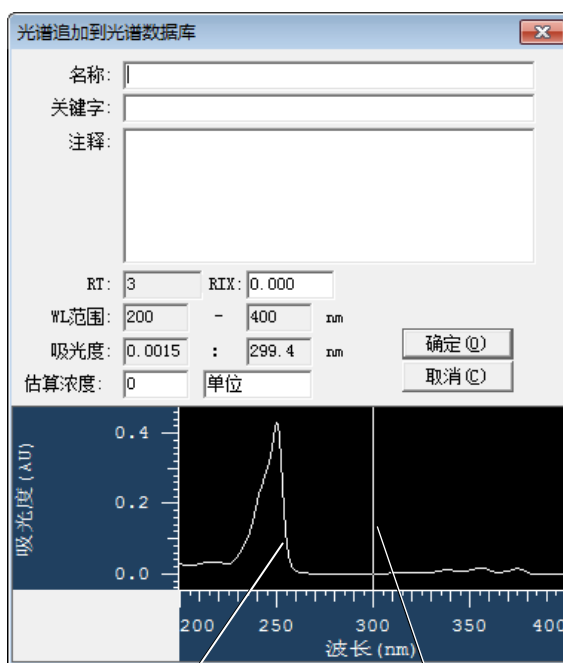 光谱追加到光谱数据库
名称:
关键字:
注释:
RT: 3 RIX: 0.000
WL范围: 200 - 400 nm
吸光度: 0.0015 : 299.4 nm
确定(O)
取消(C)
估算浓度: 0 单位
吸光度(AU)
0.4
0.2
0.0
200 250 300 350 400
波长(nm)